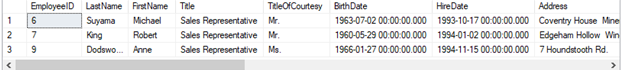 EmployeeID LastName FirstName Title TitleOfCourtesy BirthDate HireDate Address
1 6 Suyama Michael Sales Representative Mr. 1963-07-02 00:00:00.000 1993-10-17 00:00:00.000 Coventry House Mine
2 7 King Robert Sales Representative Mr. 1960-05-29 00:00:00.000 1994-01-02 00:00:00.000 Edgeham Hollow Win
3 9 Dodswo... Anne Sales Representative Ms. 1966-01-27 00:00:00.000 1994-11-15 00:00:00.000 7 Houndstooth Rd.